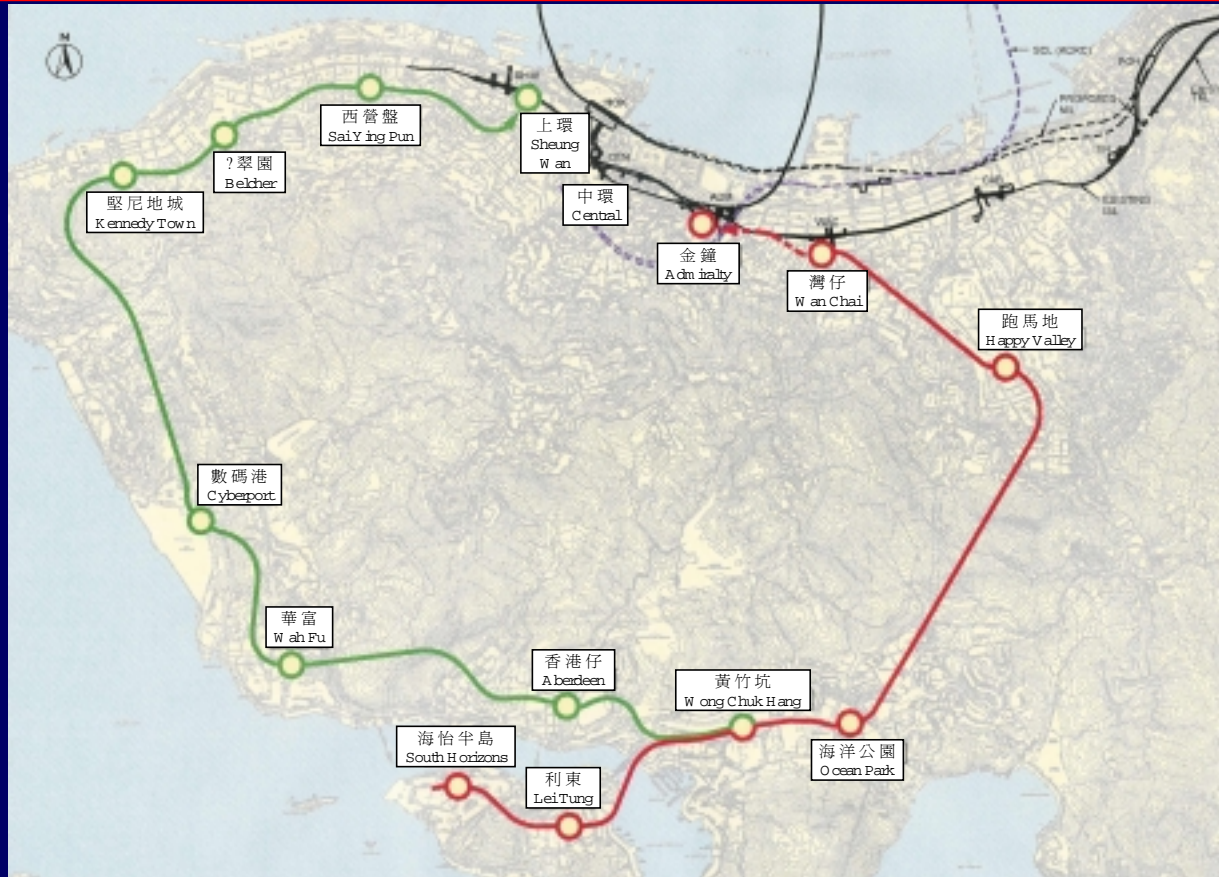 N
西營盤
Sai Ying Pun
上環
Sheung
Wan
?翠園
Belcher
堅尼地城
Kennedy Town
中環
Central
金鐘
Admiralty
灣仔
Wan Chai
跑馬地
Happy Valley
數碼港
Cyberport
華富
Wah Fu
香港仔
Aberdeen
黃竹坑
Wong Chuk Hang
海怡半島
South Horizons
利東
Lei Tung
海洋公園
Ocean Park
PROPOSED
NIL
EXISTING